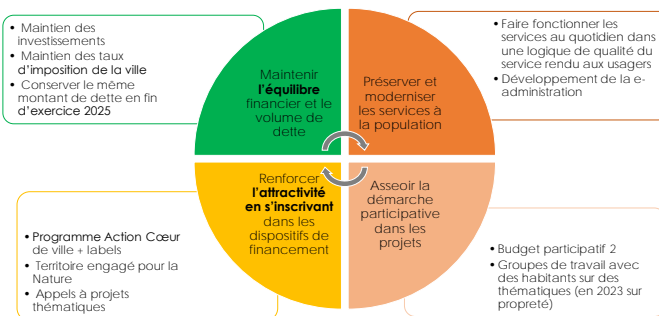 • Maintien des
investissements
• Maintien des taux
d'imposition de la ville
• Conserver le même
montant de dette en fin
d'exercice 2025
Maintenir
l'équilibre
financier et le
volume de
dette
Préserver et
moderniser
les services à
la population
• Faire fonctionner les
services au quotidien dans
une logique de qualité du
service rendu aux usagers
• Développement de la e-
administration
Renforcer
l'attractivité
en s'inscrivant
dans les
dispositifs de
financement
Asseoir la
démarche
participative
dans les
projets
• Programme Action Cœur
de ville + labels
• Territoire engagé pour la
Nature
• Appels à projets
thématiques
• Budget participatif 2
• Groupes de travail avec
des habitants sur des
thématiques (en 2023 sur
propreté)